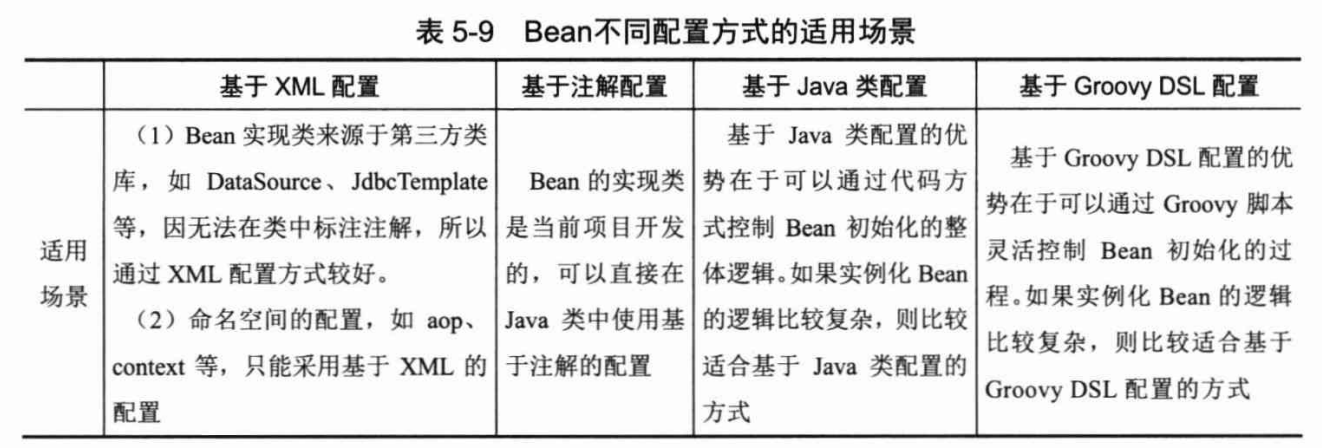 表 5-9 Bean不同配置方式的适用场景
基于 XML 配置
基于注解配置
基于 Java 类配置
基于 Groovy DSL 配置
适用
场景
（1）Bean 实现类来源于第三方类
库，如 DataSource、JdbcTemplate
等，因无法在类中标注注解，所以
通过 XML 配置方式较好。
（2）命名空间的配置，如 aop、
context 等，只能采用基于 XML 的
配置
Bean 的实现类
是当前项目开发
的，可以直接在
Java 类中使用基
于注解的配置
基于 Java 类配置的优
势在于可以通过代码方
式控制 Bean 初始化的整
体逻辑。如果实例化 Bean
的逻辑比较复杂，则比较
适合基于 Java 类配置的
方式
基于 Groovy DSL 配置的优
势在于可以通过 Groovy 脚本
灵活控制 Bean 初始化的过
程。如果实例化 Bean 的逻辑
比较复杂，则比较适合基于
Groovy DSL 配置的方式